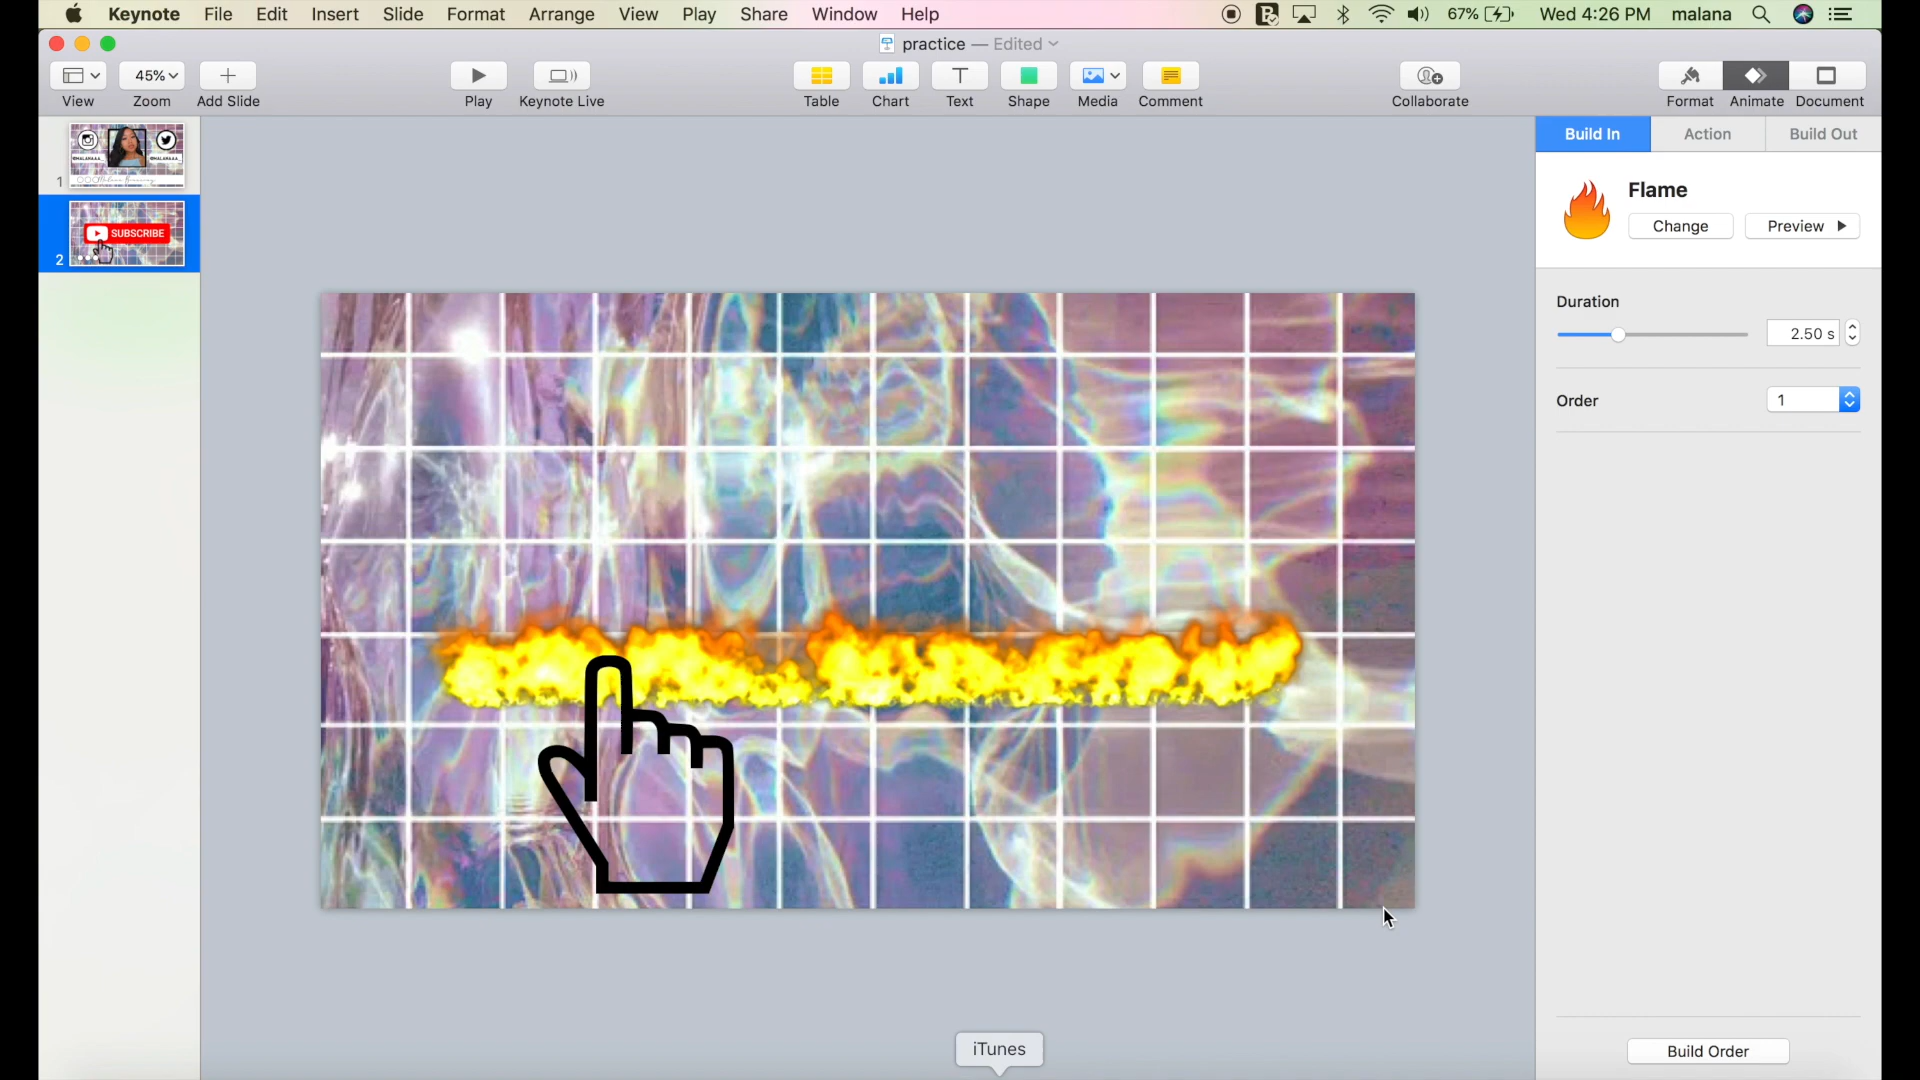 Keynote File Edit Insert Slide Format Arrange View Play Share Window Help 67% Wed 4:26 PM malana
practice — Edited
45%
View Zoom Add Slide Play Keynote Live Table Chart Text Shape Media Comment Collaborate Format Animate Document
Build In Action Build Out
Flame
Change Preview
Duration
2.50 s
Order 1
1
SUBSCRIBE
2
iTunes
Build Order